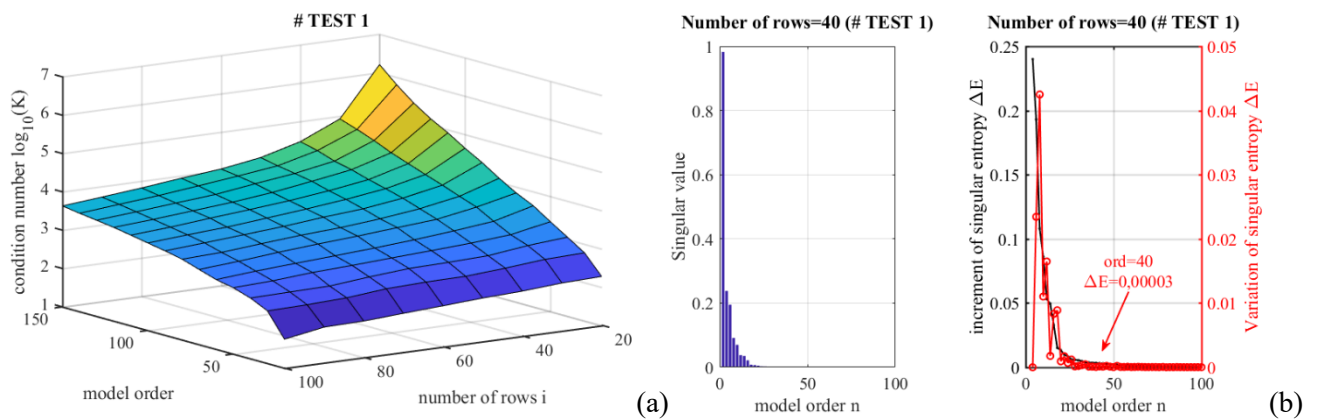 # TEST 1
condition number log10(K)
7
6
5
4
3
2
1
150
100
50
model order
100
80
60
40
20
number of rows i
(a)
Number of rows=40 (# TEST 1)
Singular value
1
0.8
0.6
0.4
0.2
0
0
50
100
model order n
Number of rows=40 (# TEST 1)
increment of singular entropy ΔE
0.25
0.2
0.15
0.1
0.05
0
0
50
100
model order n
ord=40
ΔE=0,00003
0.05
0.04
0.03
0.02
0.01
0
Variation of singular entropy ΔE
(b)